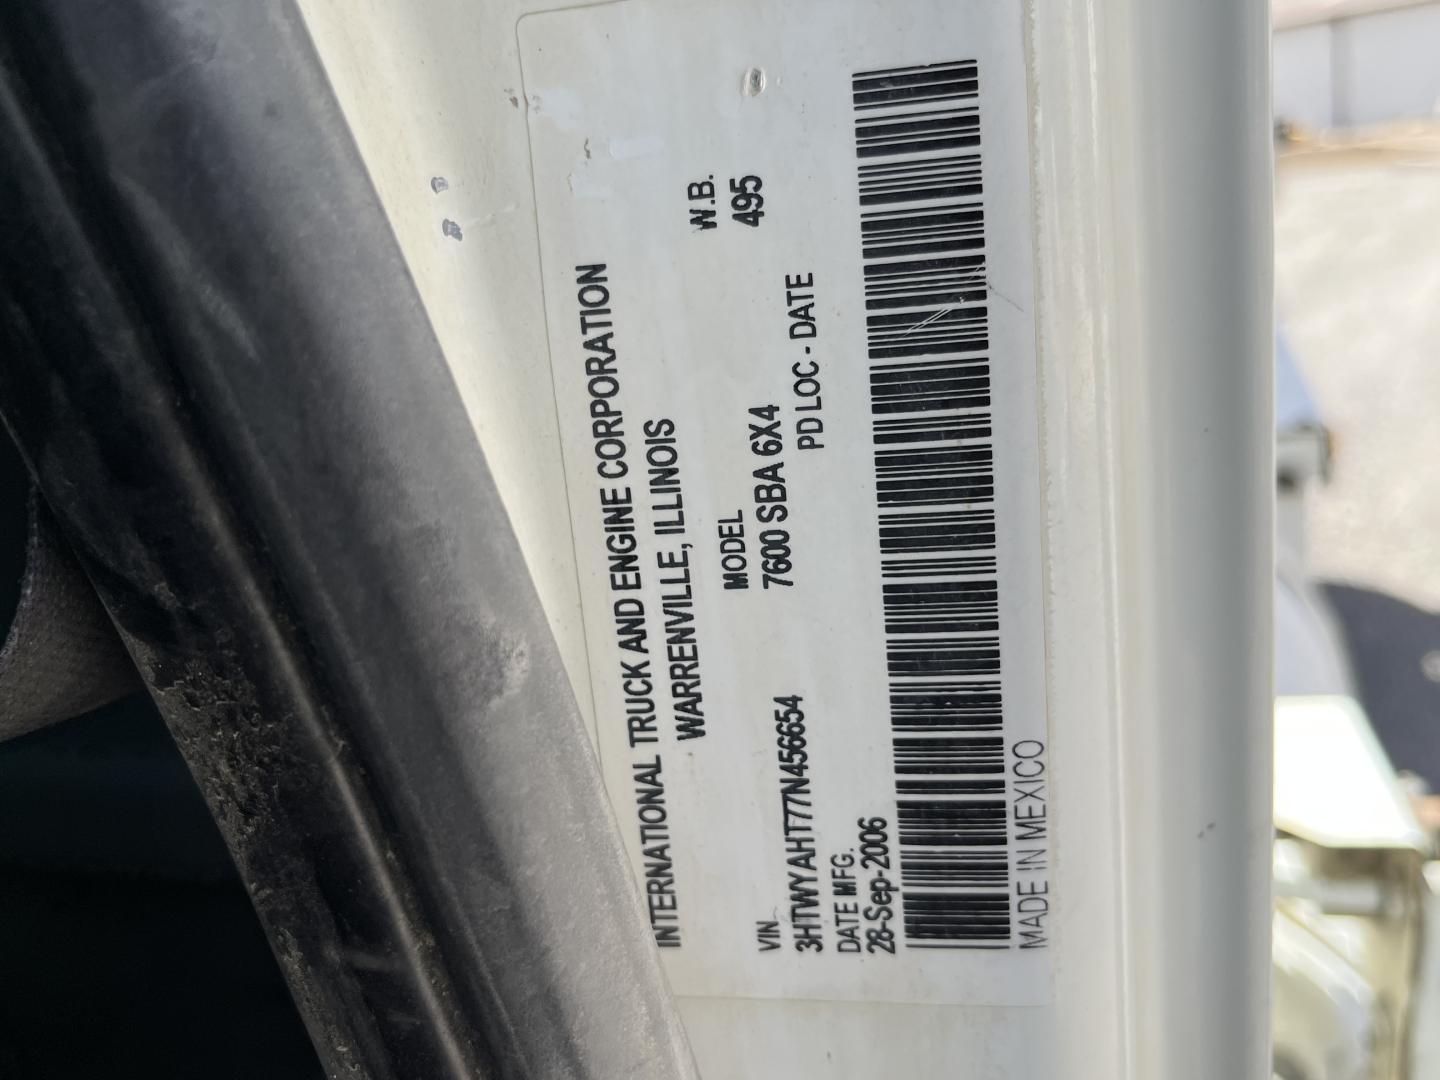 INTERNATIONAL TRUCK AND ENGINE CORPORATION
WARRENVILLE, ILLINOIS
MODEL W.B.
7600 SBA 6X4 495
VIN
3HTWYAHT77N456654
PD LOC - DATE
DATE MFG.
28-Sep-2006
MADE IN MEXICO